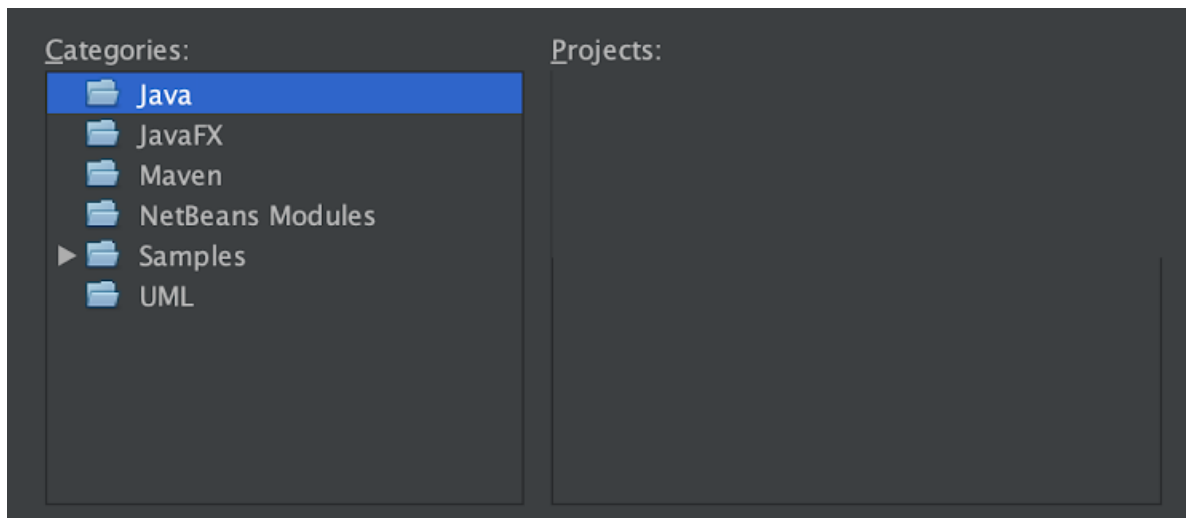 Categories:
Projects:
Java
JavaFX
Maven
NetBeans Modules
Samples
UML